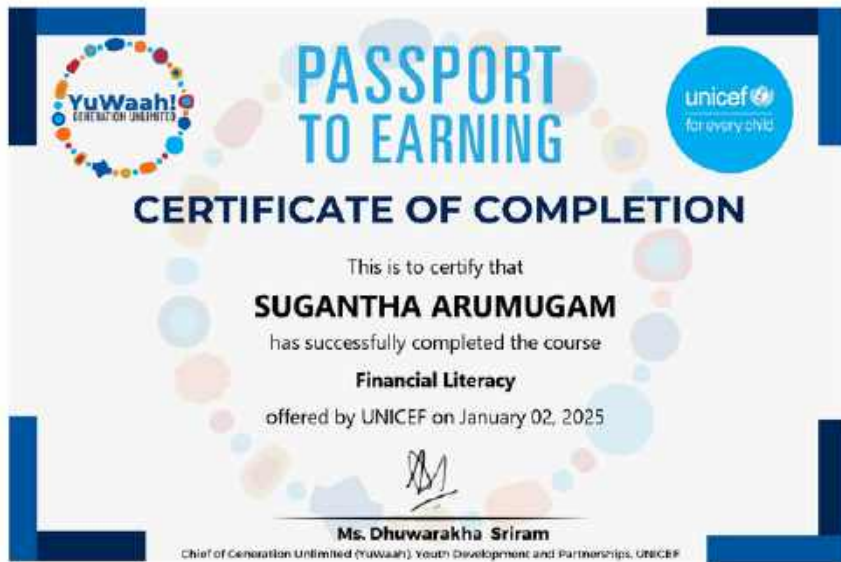 YuWaah!
GENERATION UNLIMITED
PASSPORT
TO EARNING
unicef
for every child
CERTIFICATE OF COMPLETION
This is to certify that
SUGANTHA ARUMUGAM
has successfully completed the course
Financial Literacy
offered by UNICEF on January 02, 2025
Ms. Dhuwarakha Sriram
Chief of Generation Unlimited (YuWaah), Youth Development and Partnerships, UNICEF